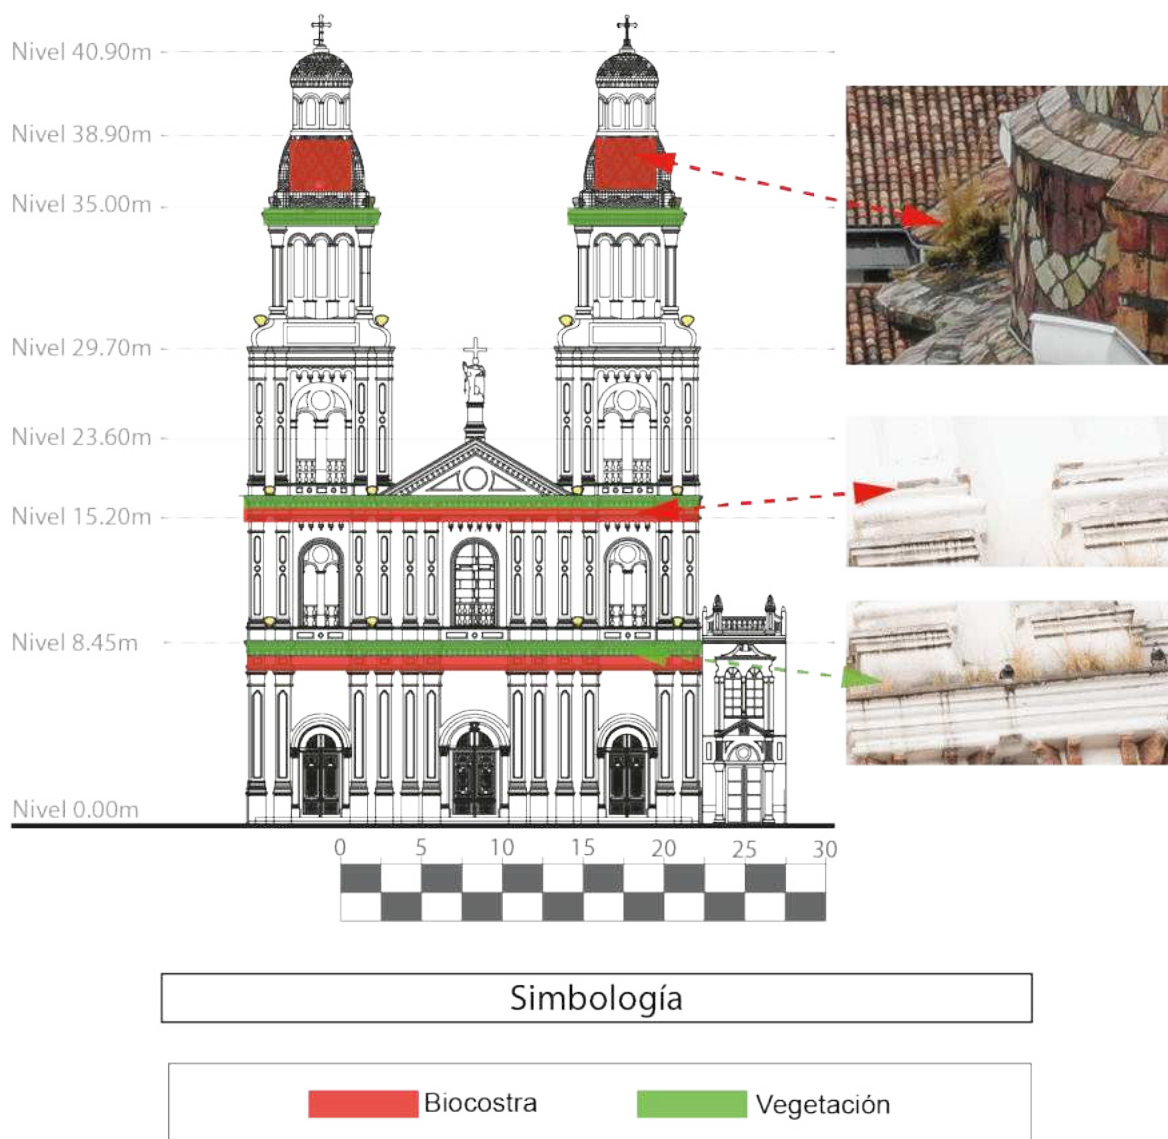 Nivel 40.90m
Nivel 38.90m
Nivel 35.00m
Nivel 29.70m
Nivel 23.60m
Nivel 15.20m
Nivel 8.45m
Nivel 0.00m
0 5 10 15 20 25 30
Simbología
Biocostra Vegetación